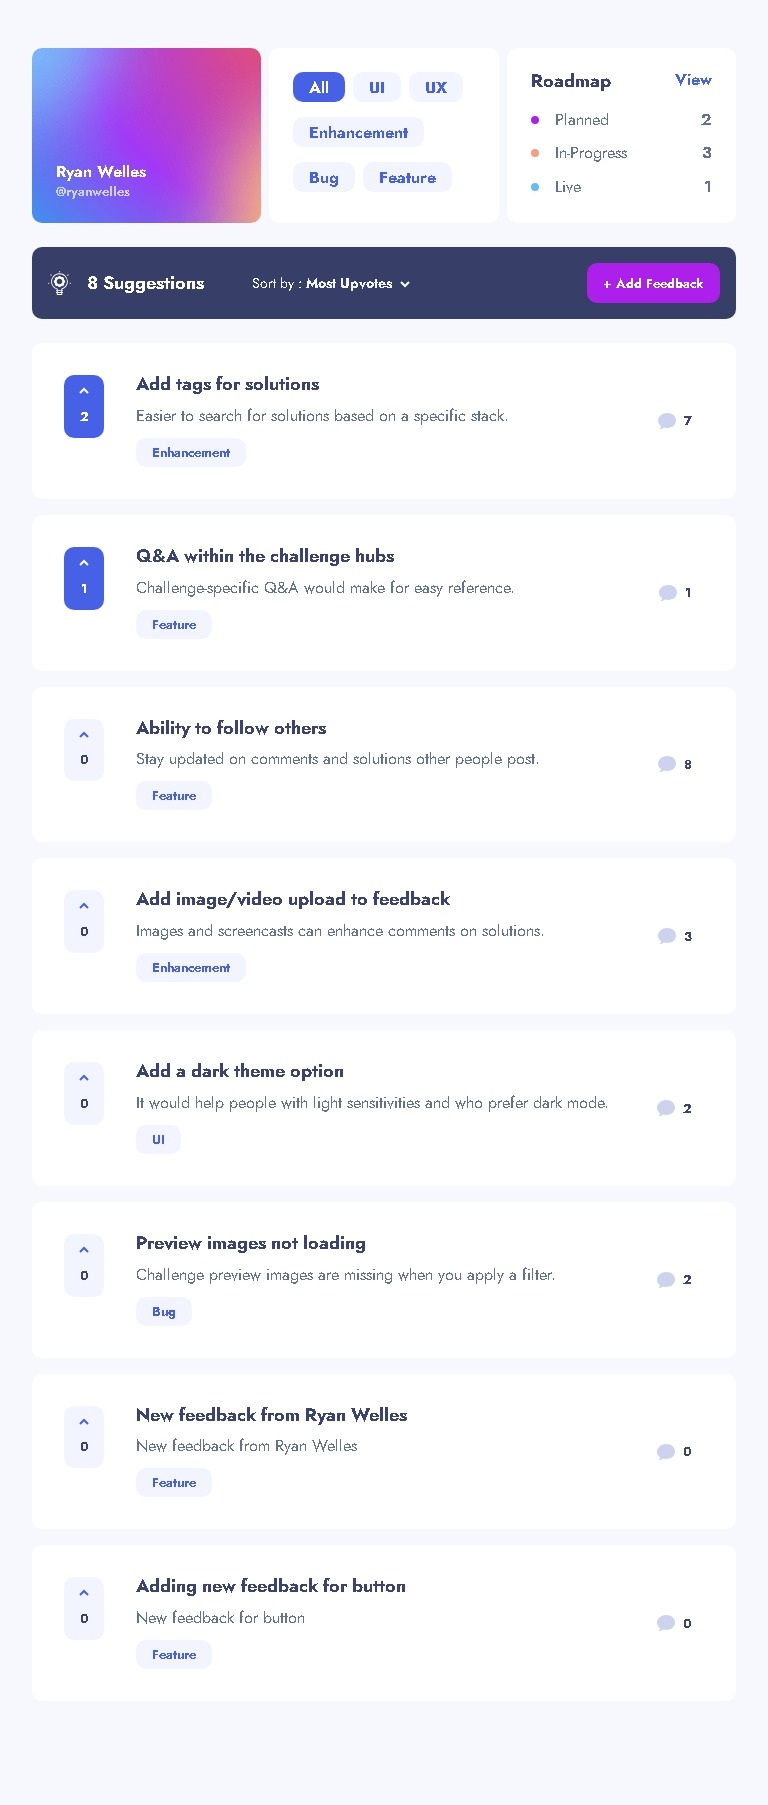 Ryan Welles
@ryanwelles
All UI UX
Enhancement
Bug Feature
Roadmap View
Planned 2
In-Progress 3
Live 1
8 Suggestions Sort by : Most Upvotes + Add Feedback
Add tags for solutions
2 Easier to search for solutions based on a specific stack. 7
Enhancement
Q&A within the challenge hubs
1 Challenge-specific Q&A would make for easy reference. 1
Feature
Ability to follow others
0 Stay updated on comments and solutions other people post. 8
Feature
Add image/video upload to feedback
0 Images and screencasts can enhance comments on solutions. 3
Enhancement
Add a dark theme option
0 It would help people with light sensitivities and who prefer dark mode. 2
UI
Preview images not loading
0 Challenge preview images are missing when you apply a filter. 2
Bug
New feedback from Ryan Welles
0 New feedback from Ryan Welles 0
Feature
Adding new feedback for button
0 New feedback for button 0
Feature